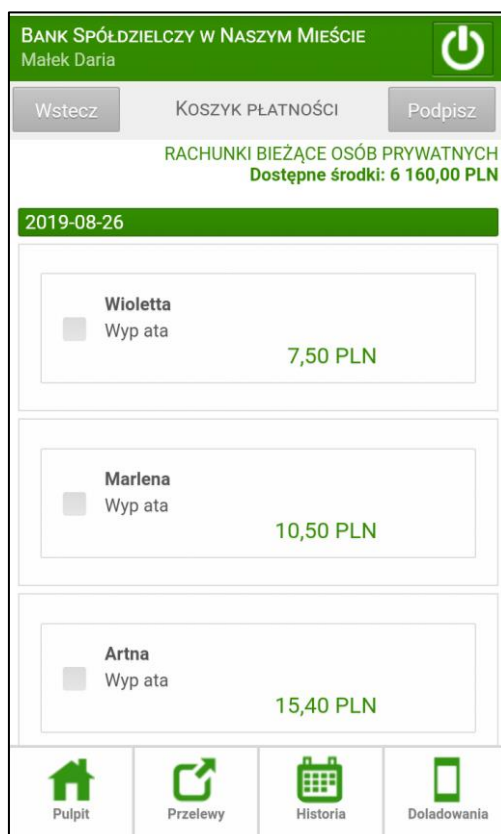 BANK SPÓŁDZIELCZY W NASZYM MIEŚCIE
Małek Daria
Wstecz KOSZYK PŁATNOŚCI Podpisz
RACHUNKI BIEŻĄCE OSÓB PRYWATNYCH
Dostępne środki: 6 160,00 PLN
2019-08-26
Wioletta
Wyp ata
7,50 PLN
Marlena
Wyp ata
10,50 PLN
Artna
Wyp ata
15,40 PLN
Pulpit Przelewy Historia Doladowania